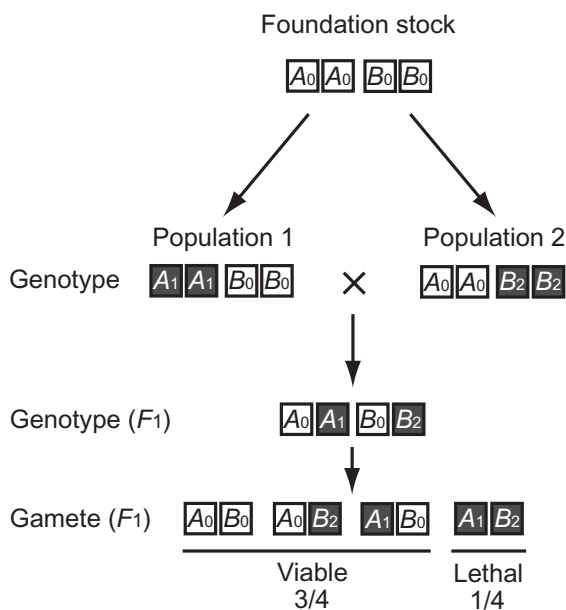 Foundation stock
A0 A0 B0 B0
Population 1 Population 2
Genotype A1 A1 B0 B0 × A0 A0 B2 B2
Genotype (F1) A0 A1 B0 B2
Gamete (F1) A0 B0 A0 B2 A1 B0 A1 B2
Viable Lethal
3/4 1/4